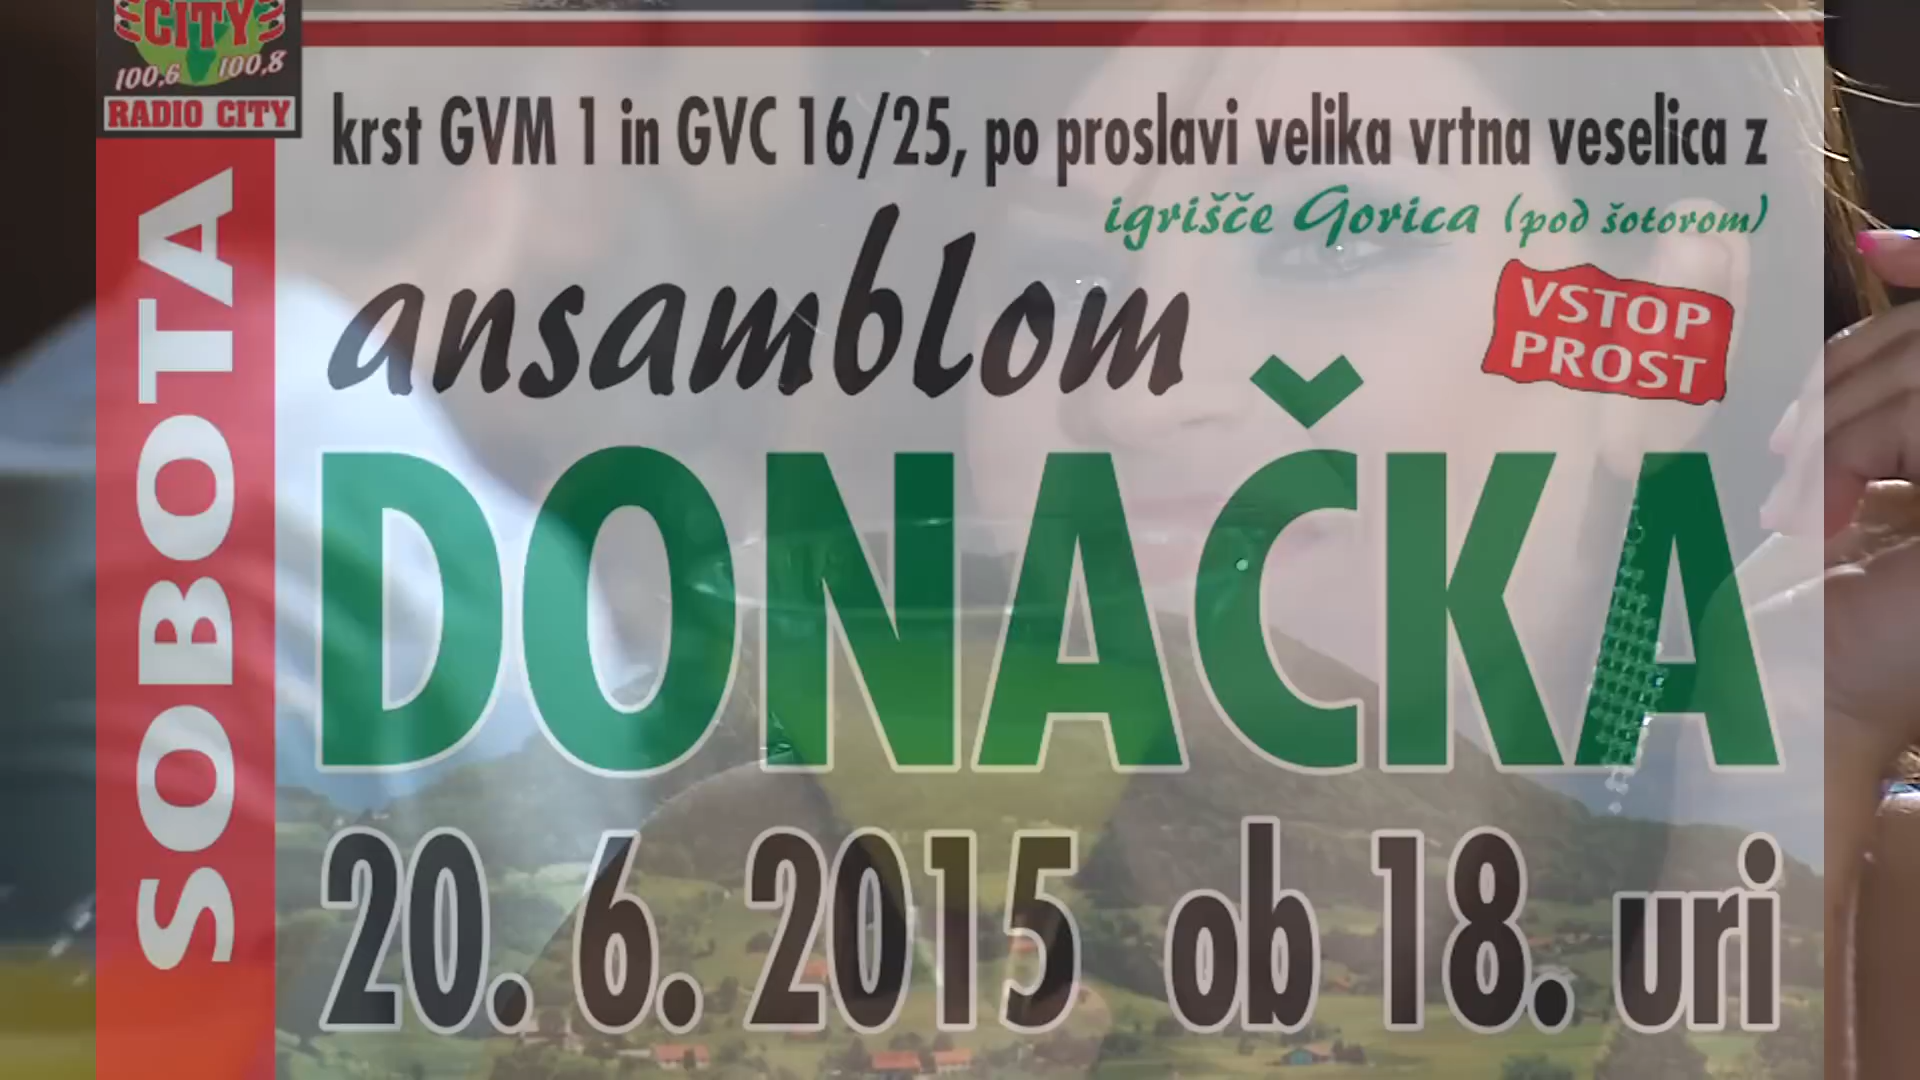 CITY
100,6 100,8
RADIO CITY
SOBOTA
krst GVM 1 in GVC 16/25, po proslavi velika vrtna veselica z
igrišče Gorica (pod šotorom)
ansamblom
VSTOP
PROST
DONAČKA
20. 6. 2015 ob 18. uri